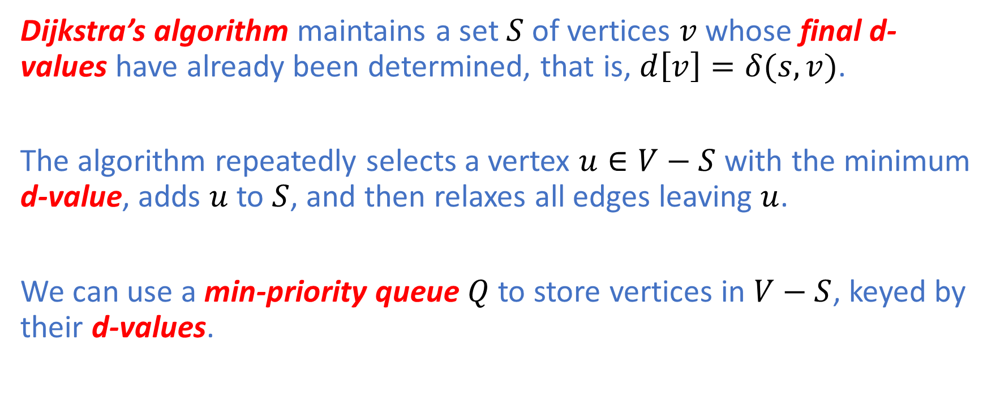 Dijkstra’s algorithm maintains a set S of vertices v whose final d-
values have already been determined, that is, d[v] = δ(s, v).
The algorithm repeatedly selects a vertex u ∈ V − S with the minimum
d-value, adds u to S, and then relaxes all edges leaving u.
We can use a min-priority queue Q to store vertices in V − S, keyed by
their d-values.